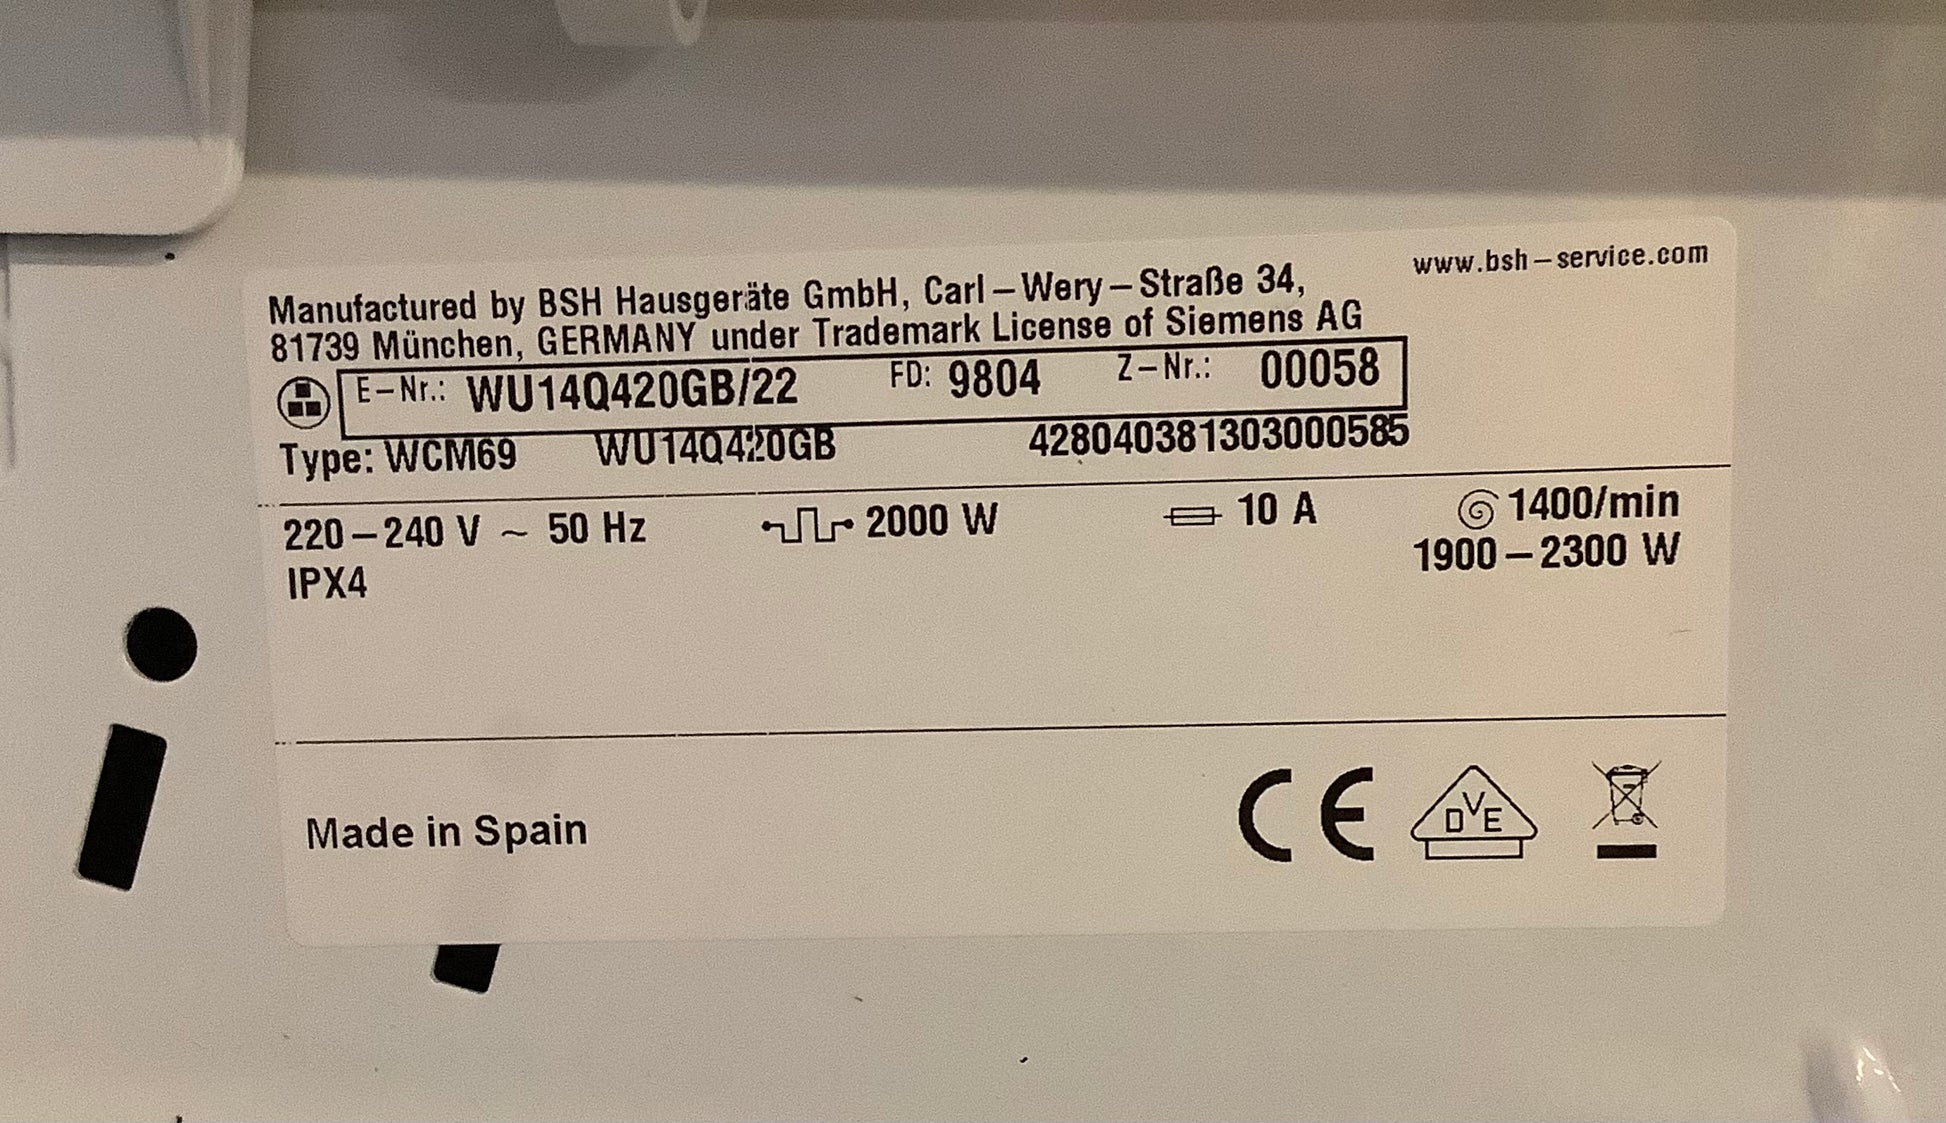 www.bsh-service.com
Manufactured by BSH Hausgeräte GmbH, Carl-Wery-Straße 34,
81739 München, GERMANY under Trademark License of Siemens AG
E-Nr.: WU14Q420GB/22 FD: 9804 Z-Nr.: 00058
Type: WCM69 WU14Q420GB 428040381303000585
220-240 V ~ 50 Hz 2000 W 10 A 1400/min
IPX4 1900-2300 W
Made in Spain CE DVE